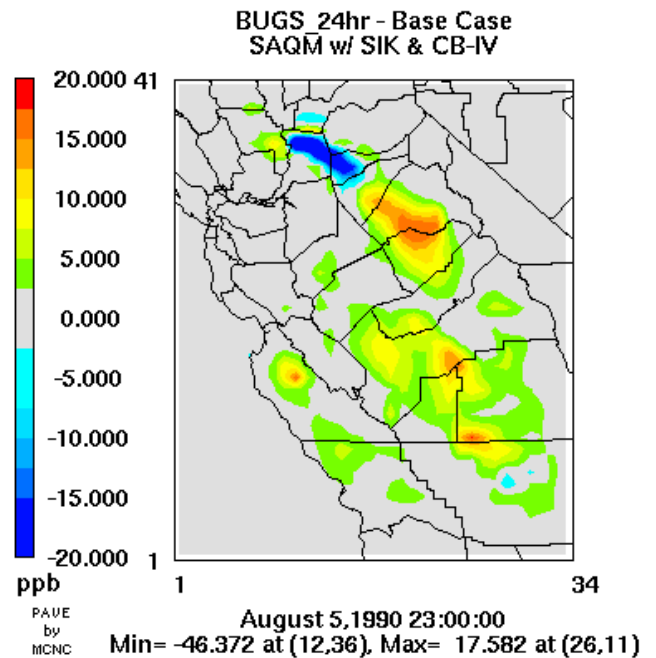 BUGS_24hr - Base Case
SAQM w/ SIK & CB-IV
20.000
15.000
10.000
5.000
0.000
-5.000
-10.000
-15.000
-20.000
ppb
41
1
1
34
PAVE
by
MCNC
August 5,1990 23:00:00
Min= -46.372 at (12,36), Max= 17.582 at (26,11)